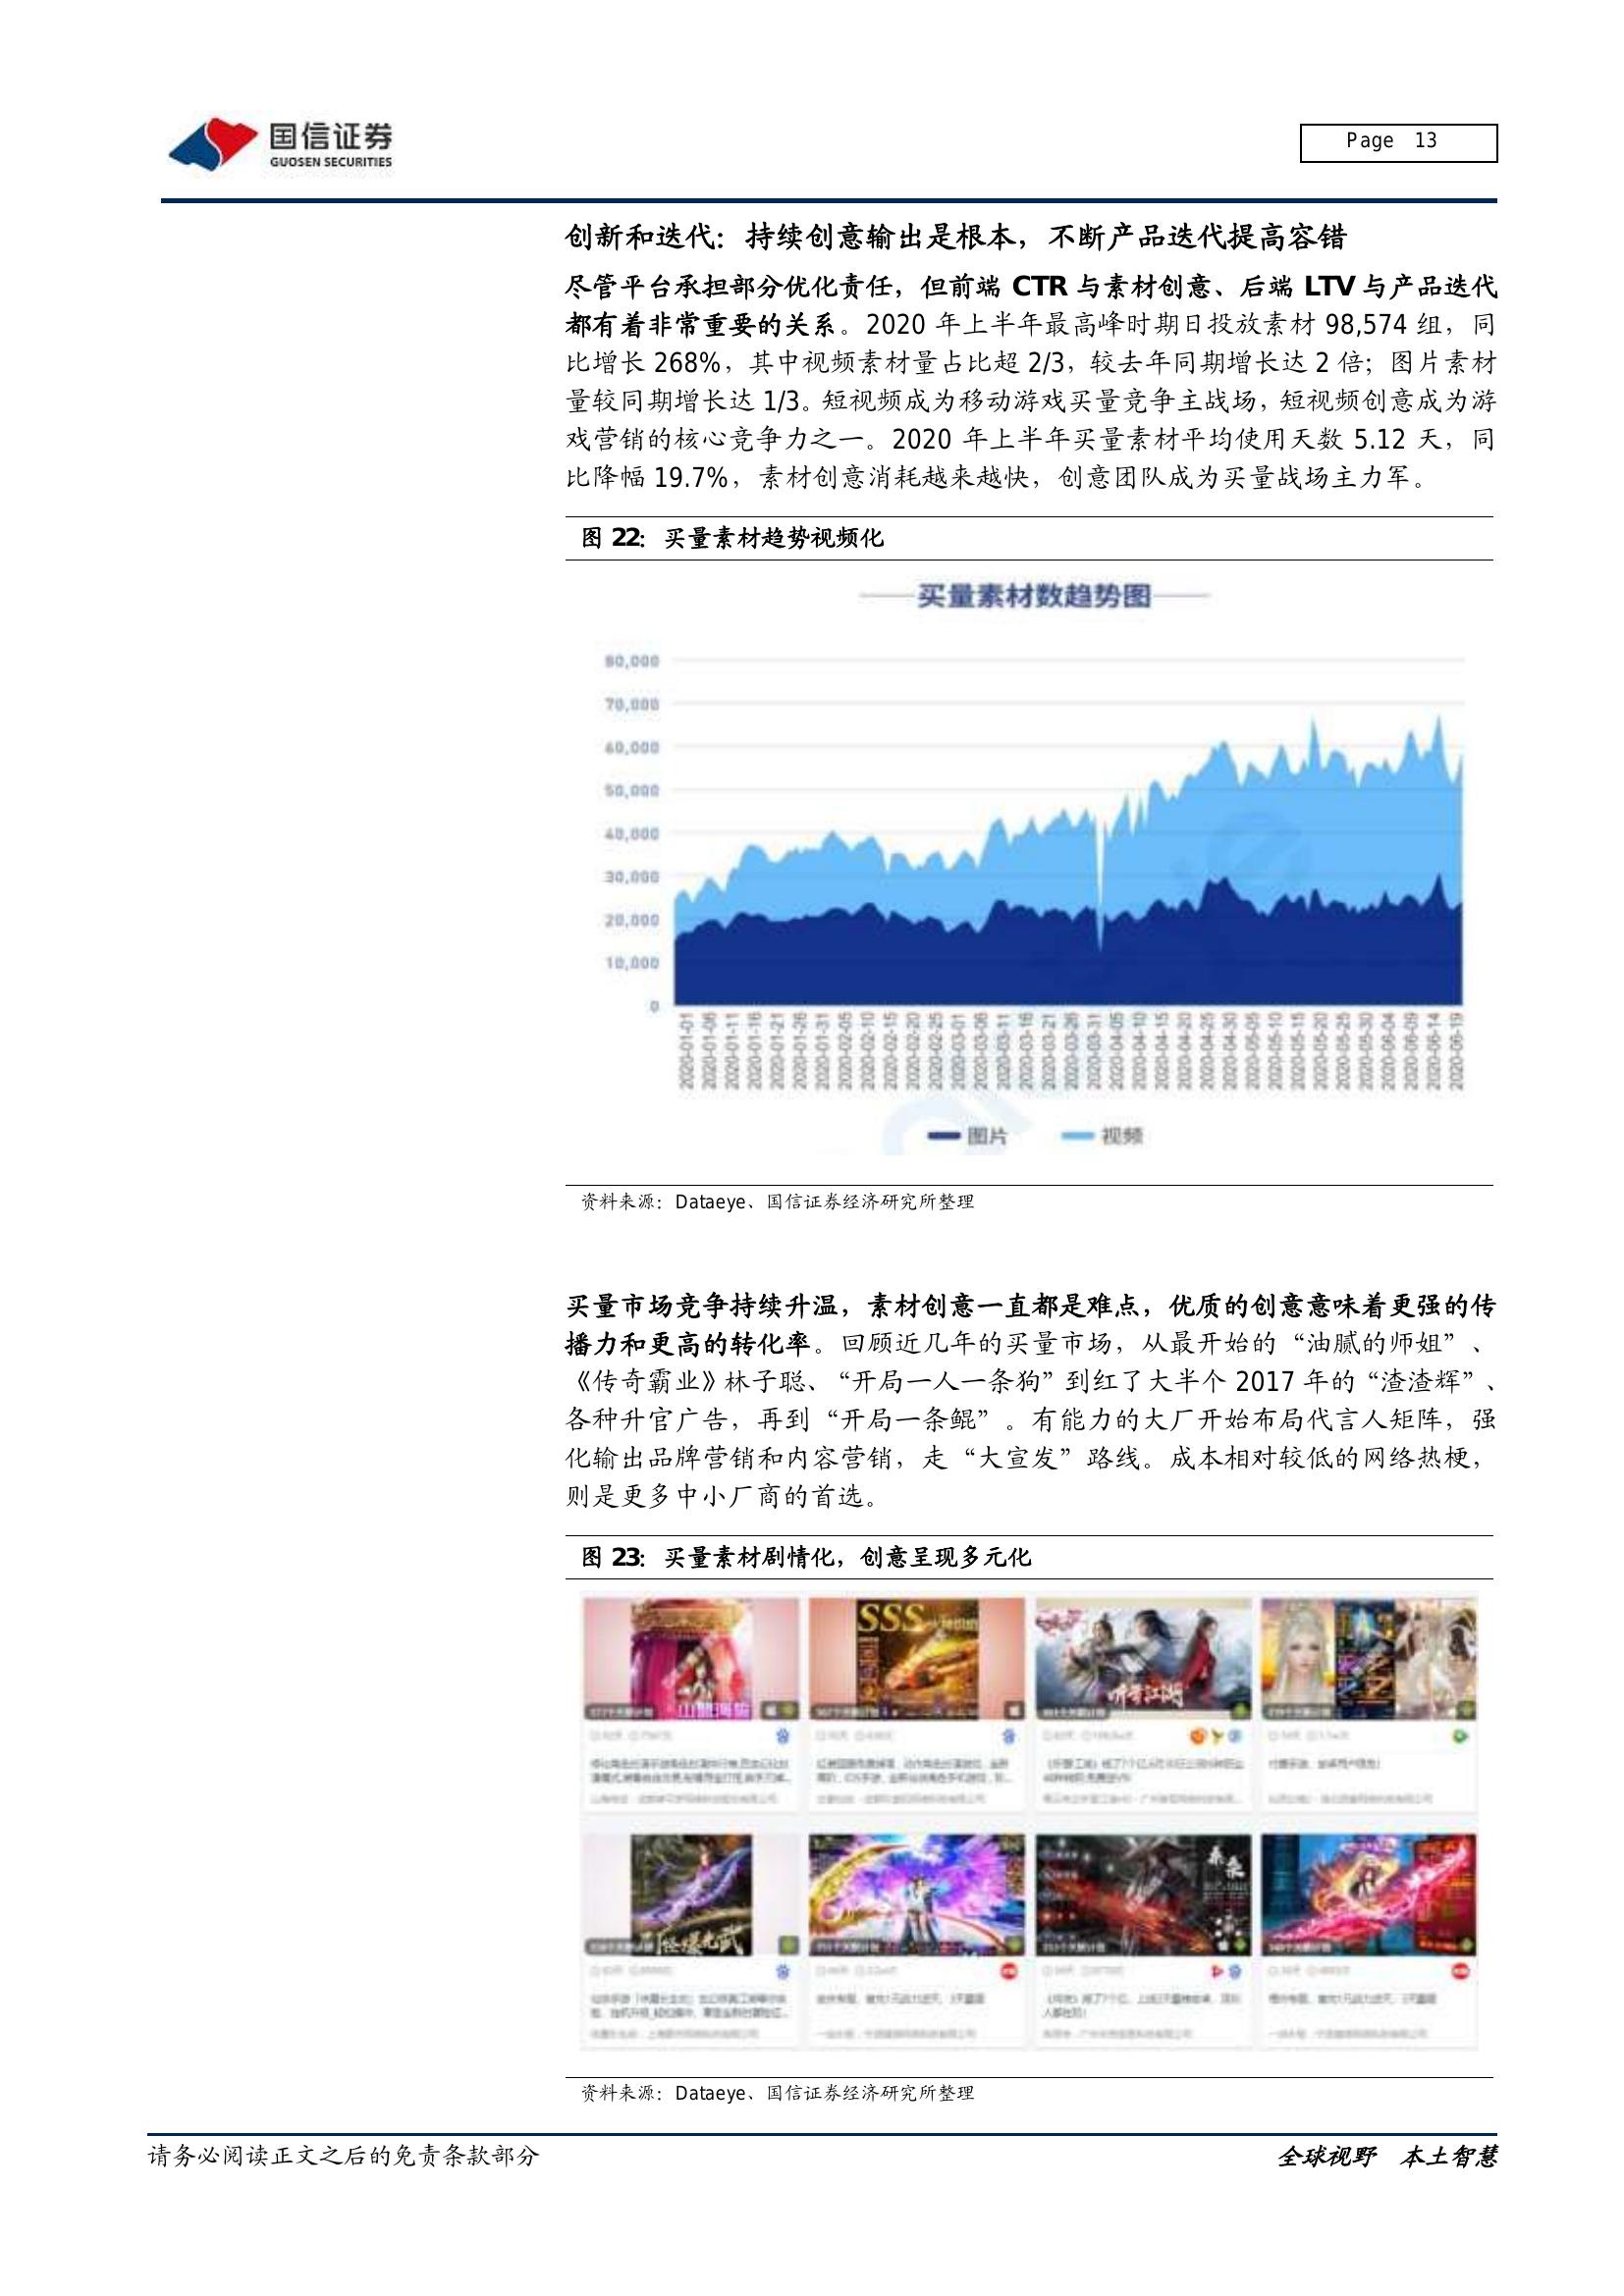 国信证券
GUOSEN SECURITIES
Page 13
创新和迭代：持续创意输出是根本，不断产品迭代提高容错
尽管平台承担部分优化责任，但前端 CTR 与素材创意、后端 LTV 与产品迭代
都有着非常重要的关系。2020 年上半年最高峰时期日投放素材 98,574 组，同
比增长 268%，其中视频素材量占比超 2/3，较去年同期增长达 2 倍；图片素材
量较同期增长达 1/3。短视频成为移动游戏买量竞争主战场，短视频创意成为游
戏营销的核心竞争力之一。2020 年上半年买量素材平均使用天数 5.12 天，同
比降幅 19.7%，素材创意消耗越来越快，创意团队成为买量战场主力军。
图 22：买量素材趋势视频化
买量素材数趋势图
80,000
70,000
60,000
50,000
40,000
30,000
20,000
10,000
0
2020-01-01 2020-01-06 2020-01-11 2020-01-16 2020-01-21 2020-01-26 2020-01-31 2020-02-05 2020-02-10 2020-02-15 2020-02-20 2020-02-25 2020-03-01 2020-03-06 2020-03-11 2020-03-16 2020-03-21 2020-03-26 2020-03-31 2020-04-05 2020-04-10 2020-04-15 2020-04-20 2020-04-25 2020-04-30 2020-05-05 2020-05-10 2020-05-15 2020-05-20 2020-05-25 2020-05-30 2020-06-04 2020-06-09 2020-06-14 2020-06-19
图片 视频
资料来源：Dataeye、国信证券经济研究所整理
买量市场竞争持续升温，素材创意一直都是难点，优质的创意意味着更强的传
播力和更高的转化率。回顾近几年的买量市场，从最开始的“油腻的师姐”、
《传奇霸业》林子聪、“开局一人一条狗”到红了大半个 2017 年的“渣渣辉”、
各种升官广告，再到“开局一条鲲”。有能力的大厂开始布局代言人矩阵，强
化输出品牌营销和内容营销，走“大宣发”路线。成本相对较低的网络热梗，
则是更多中小厂商的首选。
图 23：买量素材剧情化，创意呈现多元化
SSS
资料来源：Dataeye、国信证券经济研究所整理
请务必阅读正文之后的免责条款部分
全球视野 本土智慧